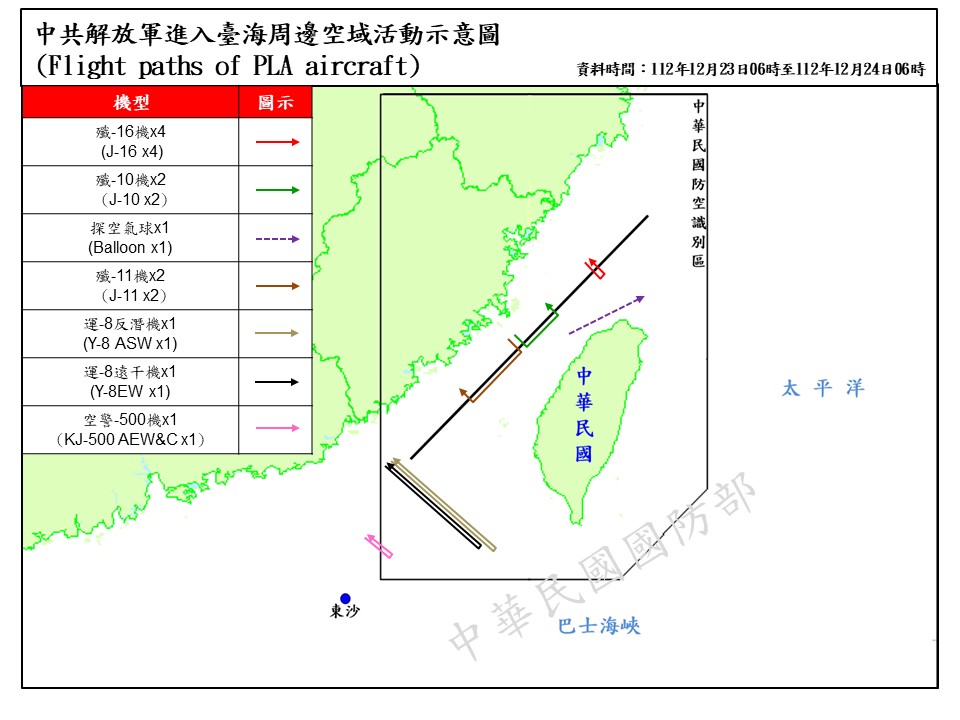 中共解放軍進入臺海周邊空域活動示意圖
(Flight paths of PLA aircraft)
資料時間：112年12月23日06時至112年12月24日06時
機型 圖示
殲-16機x4
(J-16 x4)
殲-10機x2
（J-10 x2）
探空氣球x1
(Balloon x1)
殲-11機x2
（J-11 x2）
運-8反潛機x1
(Y-8 ASW x1)
運-8遠干機x1
(Y-8EW x1)
空警-500機x1
（KJ-500 AEW&C x1）
中華民國防空識別區
中華民國
太平洋
東沙
巴士海峽
中華民國國防部